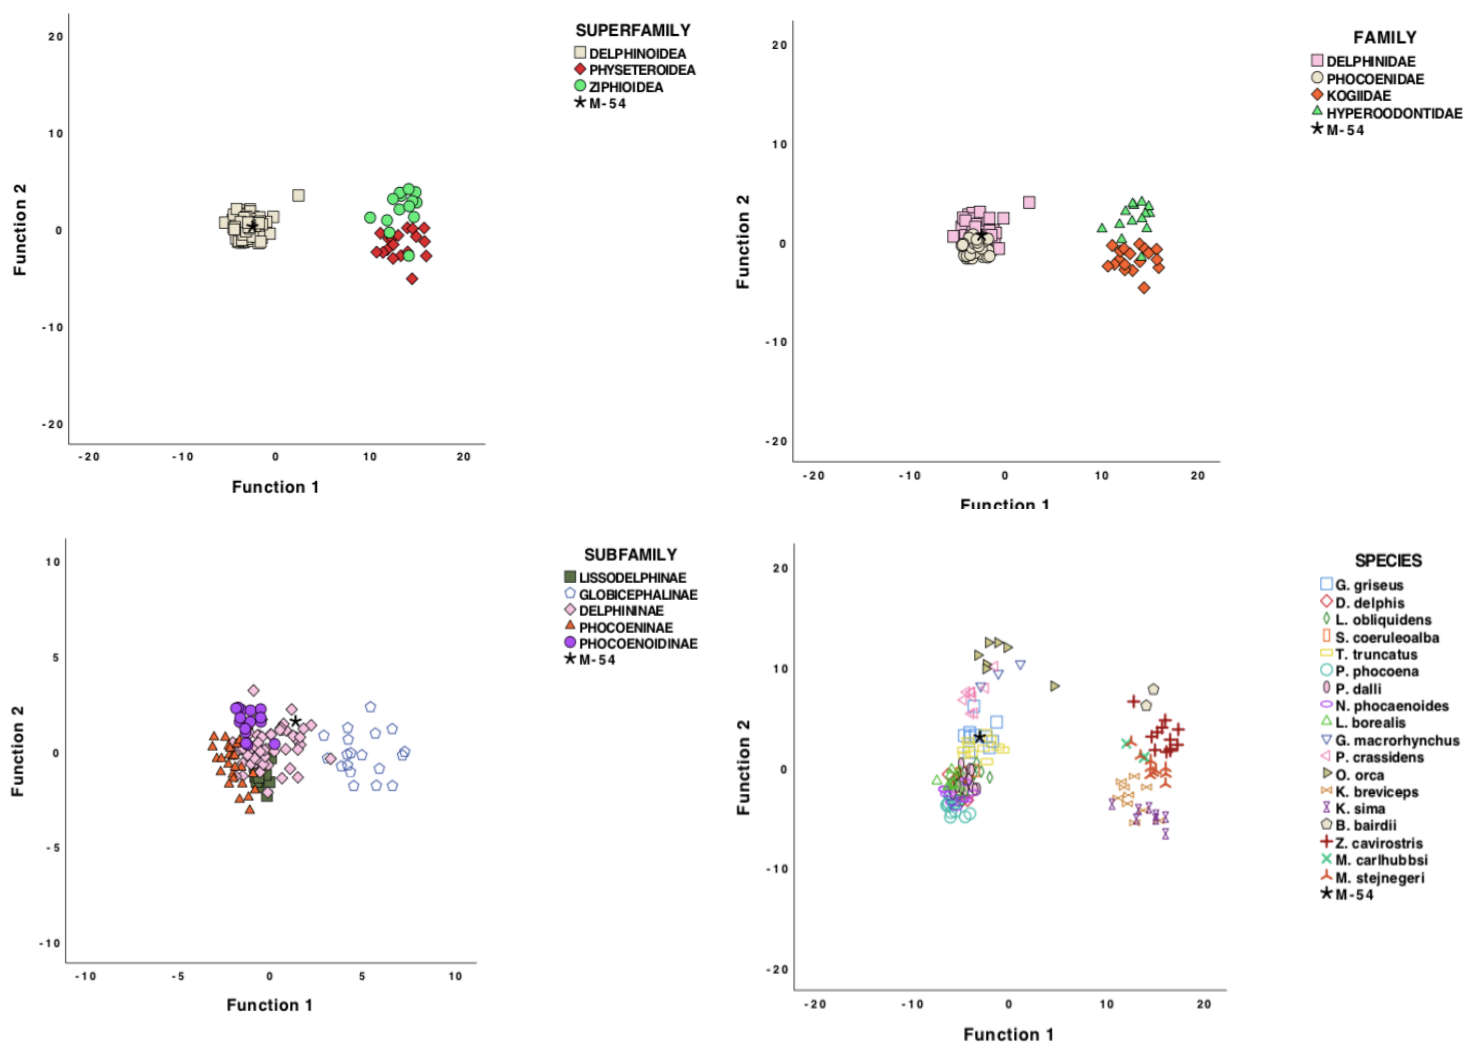 SUPERFAMILY
DELPHINOIDEA
PHYSETEROIDEA
ZIPHIOIDEA
M-54
20
10
0
-10
-20
Function 2
-20 -10 0 10 20
Function 1
FAMILY
DELPHINIDAE
PHOCOENIDAE
KOGIIDAE
HYPEROODONTIDAE
M-54
20
10
0
-10
-20
Function 2
-20 -10 0 10 20
Function 1
SUBFAMILY
LISSODELPHINAE
GLOBICEPHALINAE
DELPHININAE
PHOCOENINAE
PHOCOENOIDINAE
M-54
10
5
0
-5
-10
Function 2
-10 -5 0 5 10
Function 1
SPECIES
G. griseus
D. delphis
L. obliquidens
S. coeruleoalba
T. truncatus
P. phocoena
P. dalli
N. phocaenoides
L. borealis
G. macrorhynchus
P. crassidens
O. orca
K. breviceps
K. sima
B. bairdii
Z. cavirostris
M. carlhubbsi
M. stejnegeri
M-54
20
10
0
-10
-20
Function 2
-20 -10 0 10 20
Function 1